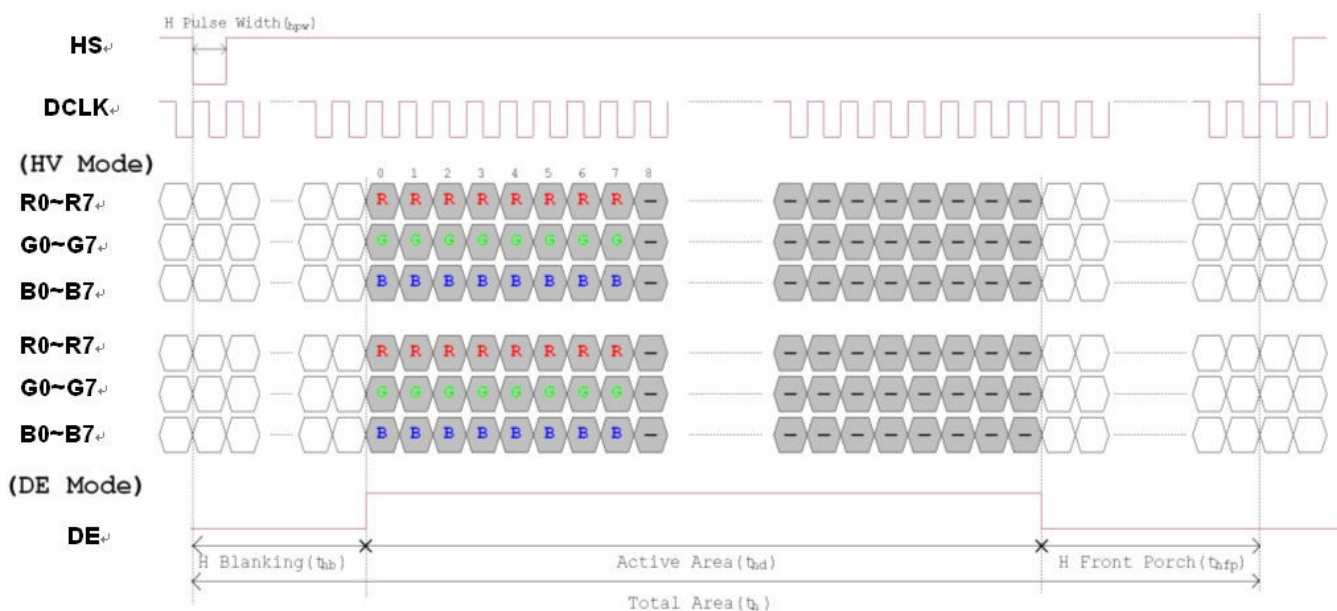 H Pulse Width(thpw)
HS
DCLK
(HV Mode)
0 1 2 3 4 5 6 7 8
R0~R7 R R R R R R R R - - - - - - - - -
G0~G7 G G G G G G G G - - - - - - - - -
B0~B7 B B B B B B B B - - - - - - - - -
R0~R7 R R R R R R R R - - - - - - - - -
G0~G7 G G G G G G G G - - - - - - - - -
B0~B7 B B B B B B B B - - - - - - - - -
(DE Mode)
DE
H Blanking(thb) Active Area(thd) H Front Porch(thfp)
Total Area(th)